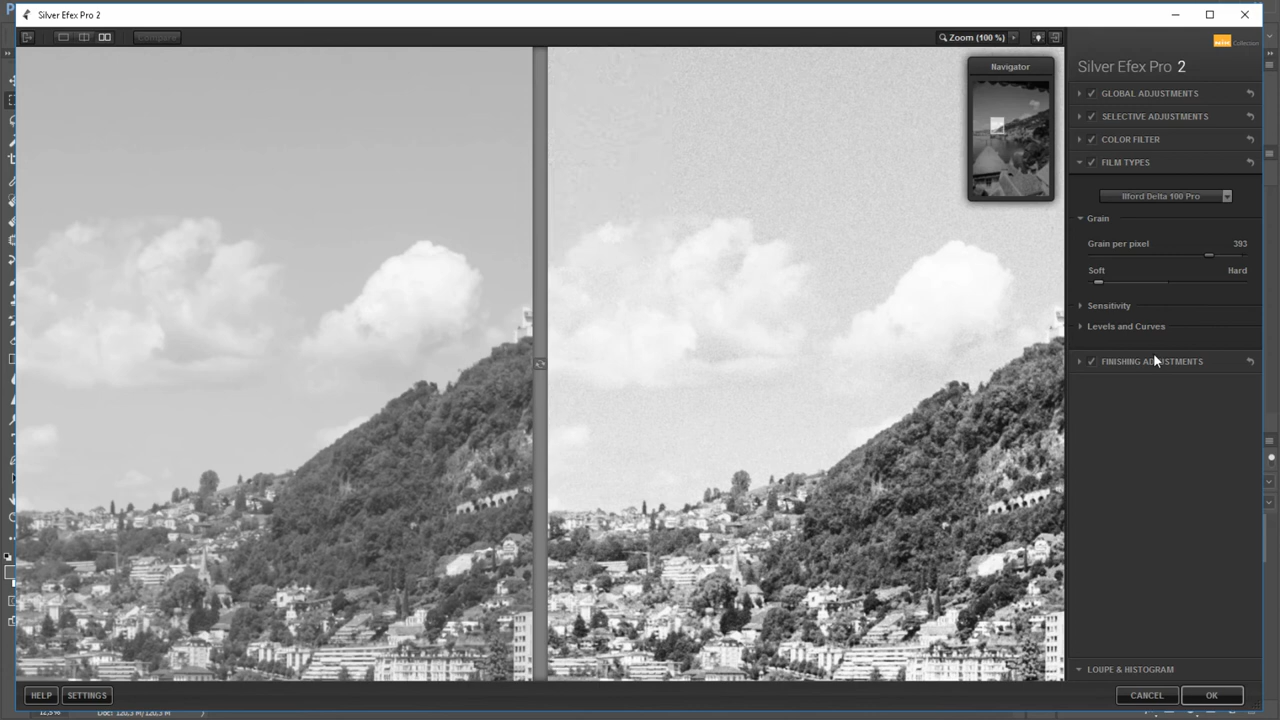 Silver Efex Pro 2
Compare
Zoom (100 %)
Navigator
Collection
Silver Efex Pro 2
GLOBAL ADJUSTMENTS
SELECTIVE ADJUSTMENTS
COLOR FILTER
FILM TYPES
Ilford Delta 100 Pro
Grain
Grain per pixel 393
Soft Hard
Sensitivity
Levels and Curves
FINISHING ADJUSTMENTS
LOUPE & HISTOGRAM
HELP SETTINGS CANCEL OK